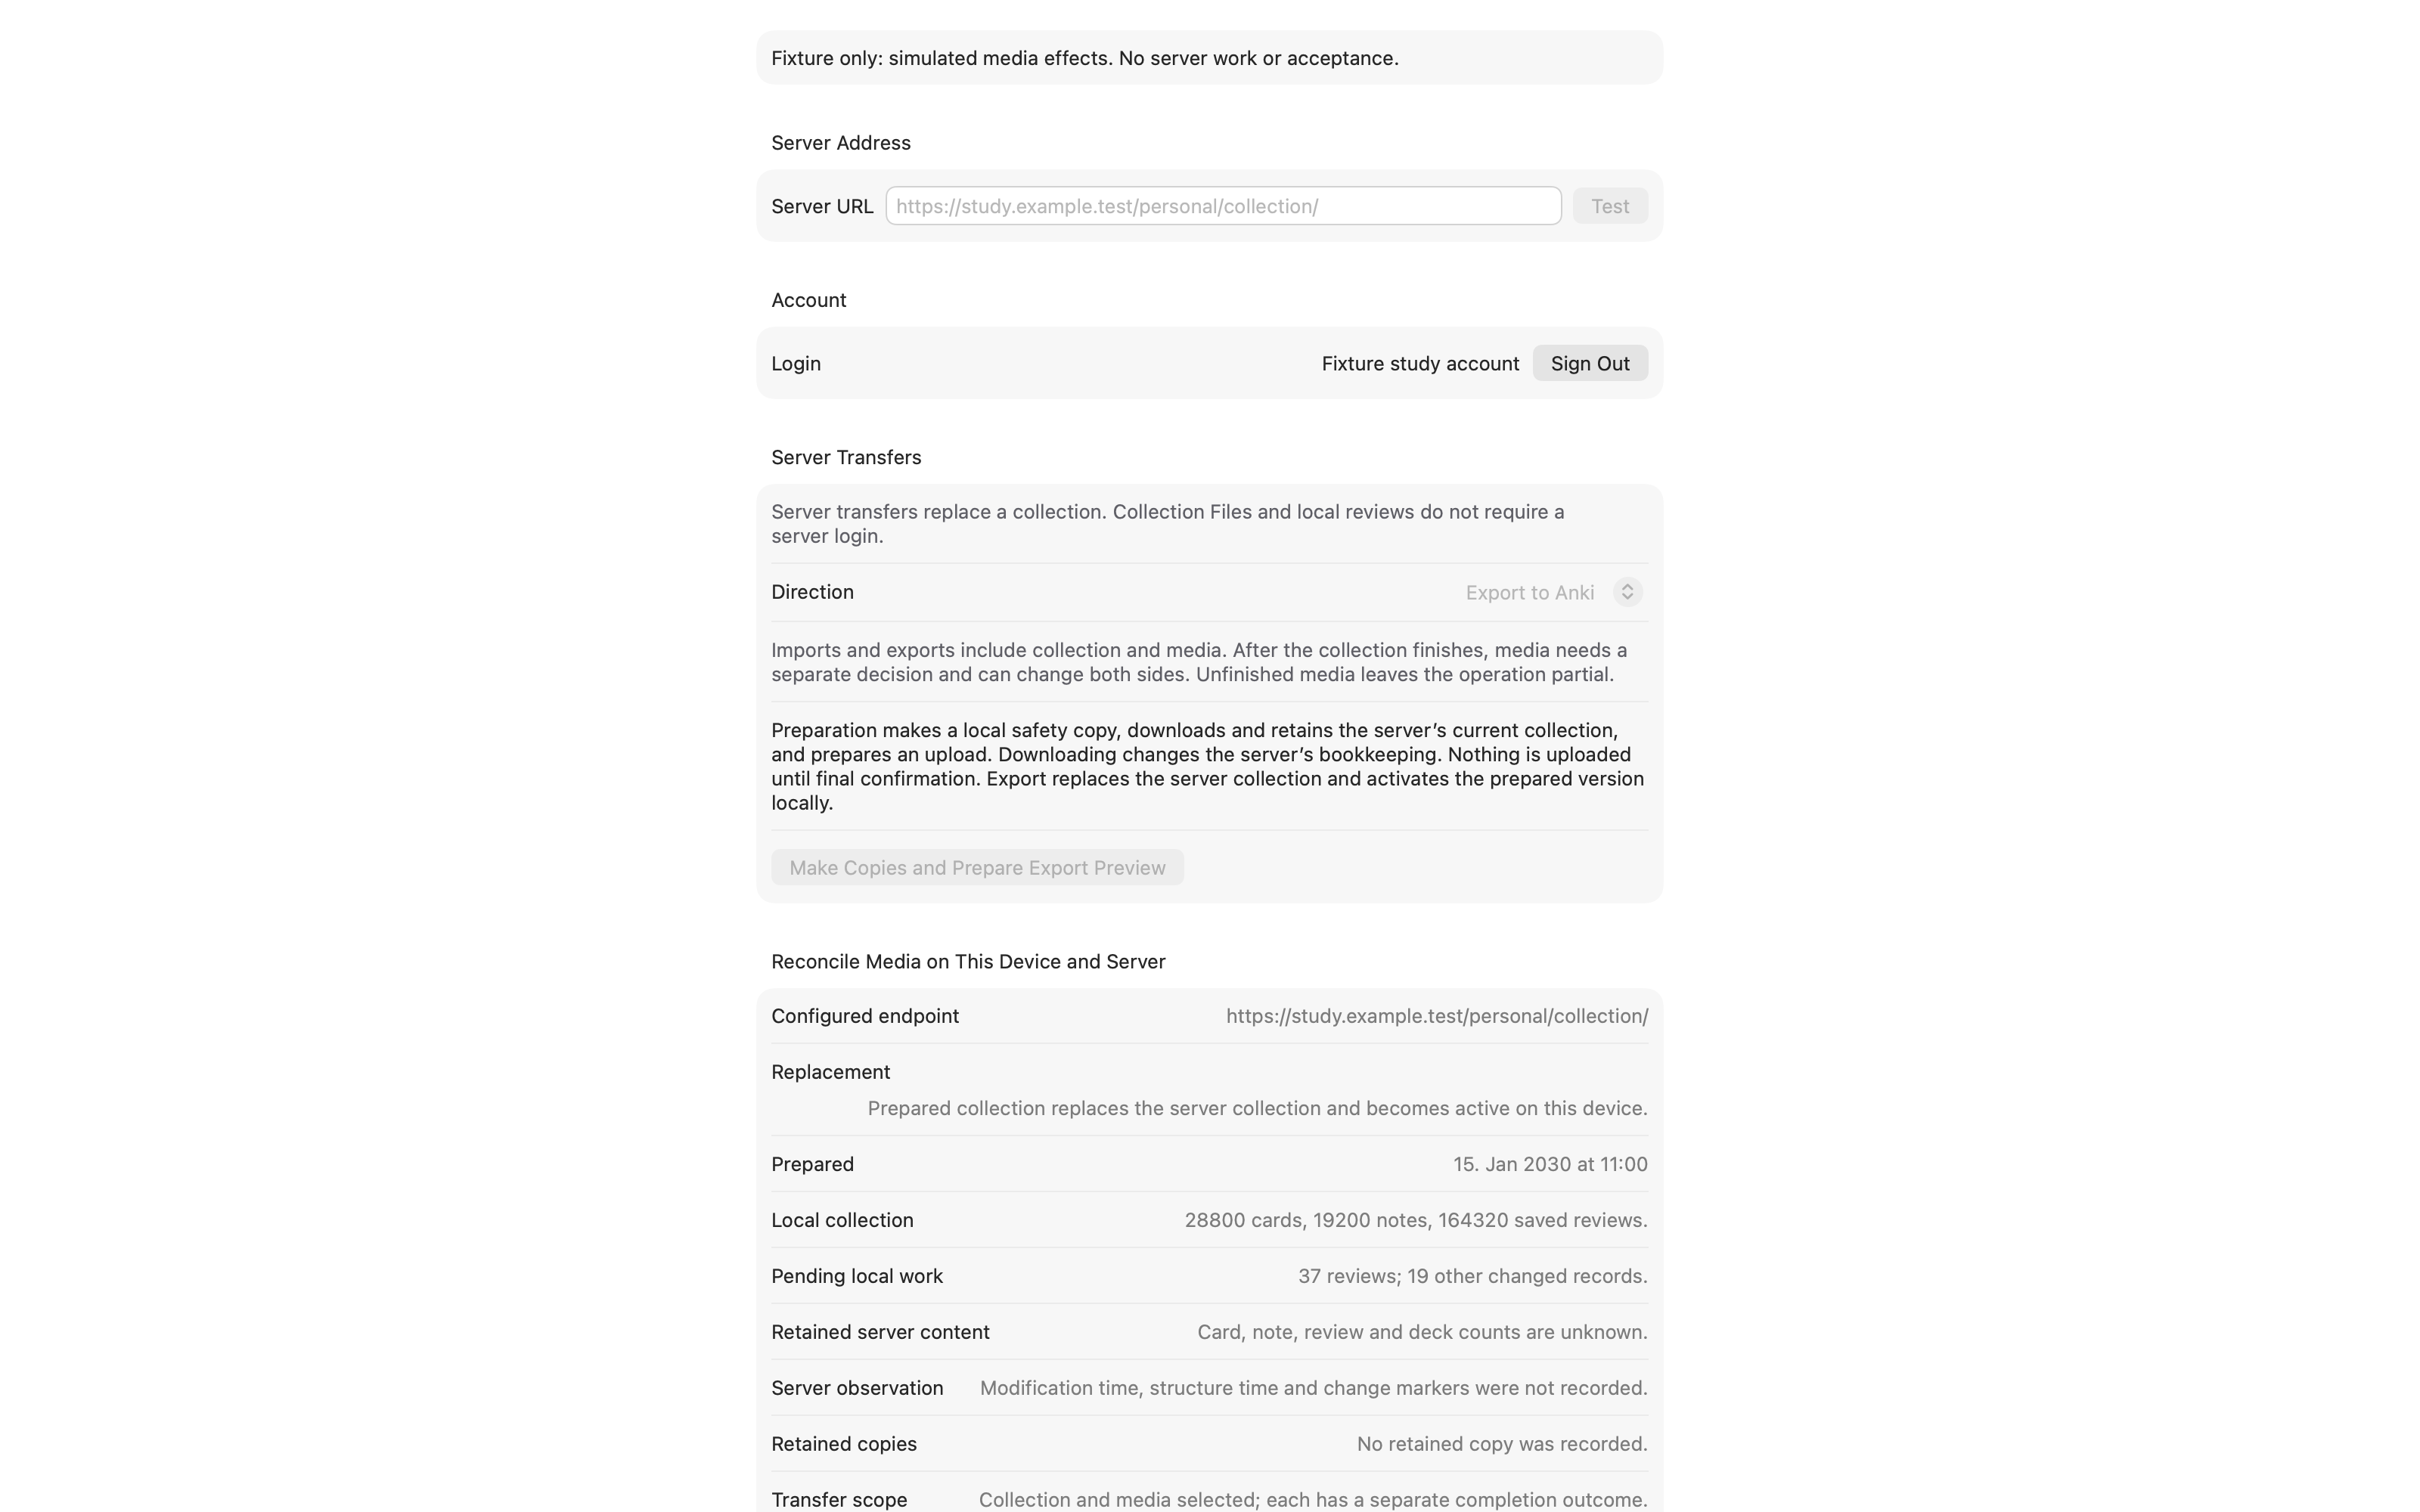 Fixture only: simulated media effects. No server work or acceptance.
Server Address
Server URL https://study.example.test/personal/collection/ Test
Account
Login Fixture study account Sign Out
Server Transfers
Server transfers replace a collection. Collection Files and local reviews do not require a
server login.
Direction Export to Anki
Imports and exports include collection and media. After the collection finishes, media needs a
separate decision and can change both sides. Unfinished media leaves the operation partial.
Preparation makes a local safety copy, downloads and retains the server’s current collection,
and prepares an upload. Downloading changes the server’s bookkeeping. Nothing is uploaded
until final confirmation. Export replaces the server collection and activates the prepared version
locally.
Make Copies and Prepare Export Preview
Reconcile Media on This Device and Server
Configured endpoint https://study.example.test/personal/collection/
Replacement
Prepared collection replaces the server collection and becomes active on this device.
Prepared 15. Jan 2030 at 11:00
Local collection 28800 cards, 19200 notes, 164320 saved reviews.
Pending local work 37 reviews; 19 other changed records.
Retained server content Card, note, review and deck counts are unknown.
Server observation Modification time, structure time and change markers were not recorded.
Retained copies No retained copy was recorded.
Transfer scope Collection and media selected; each has a separate completion outcome.